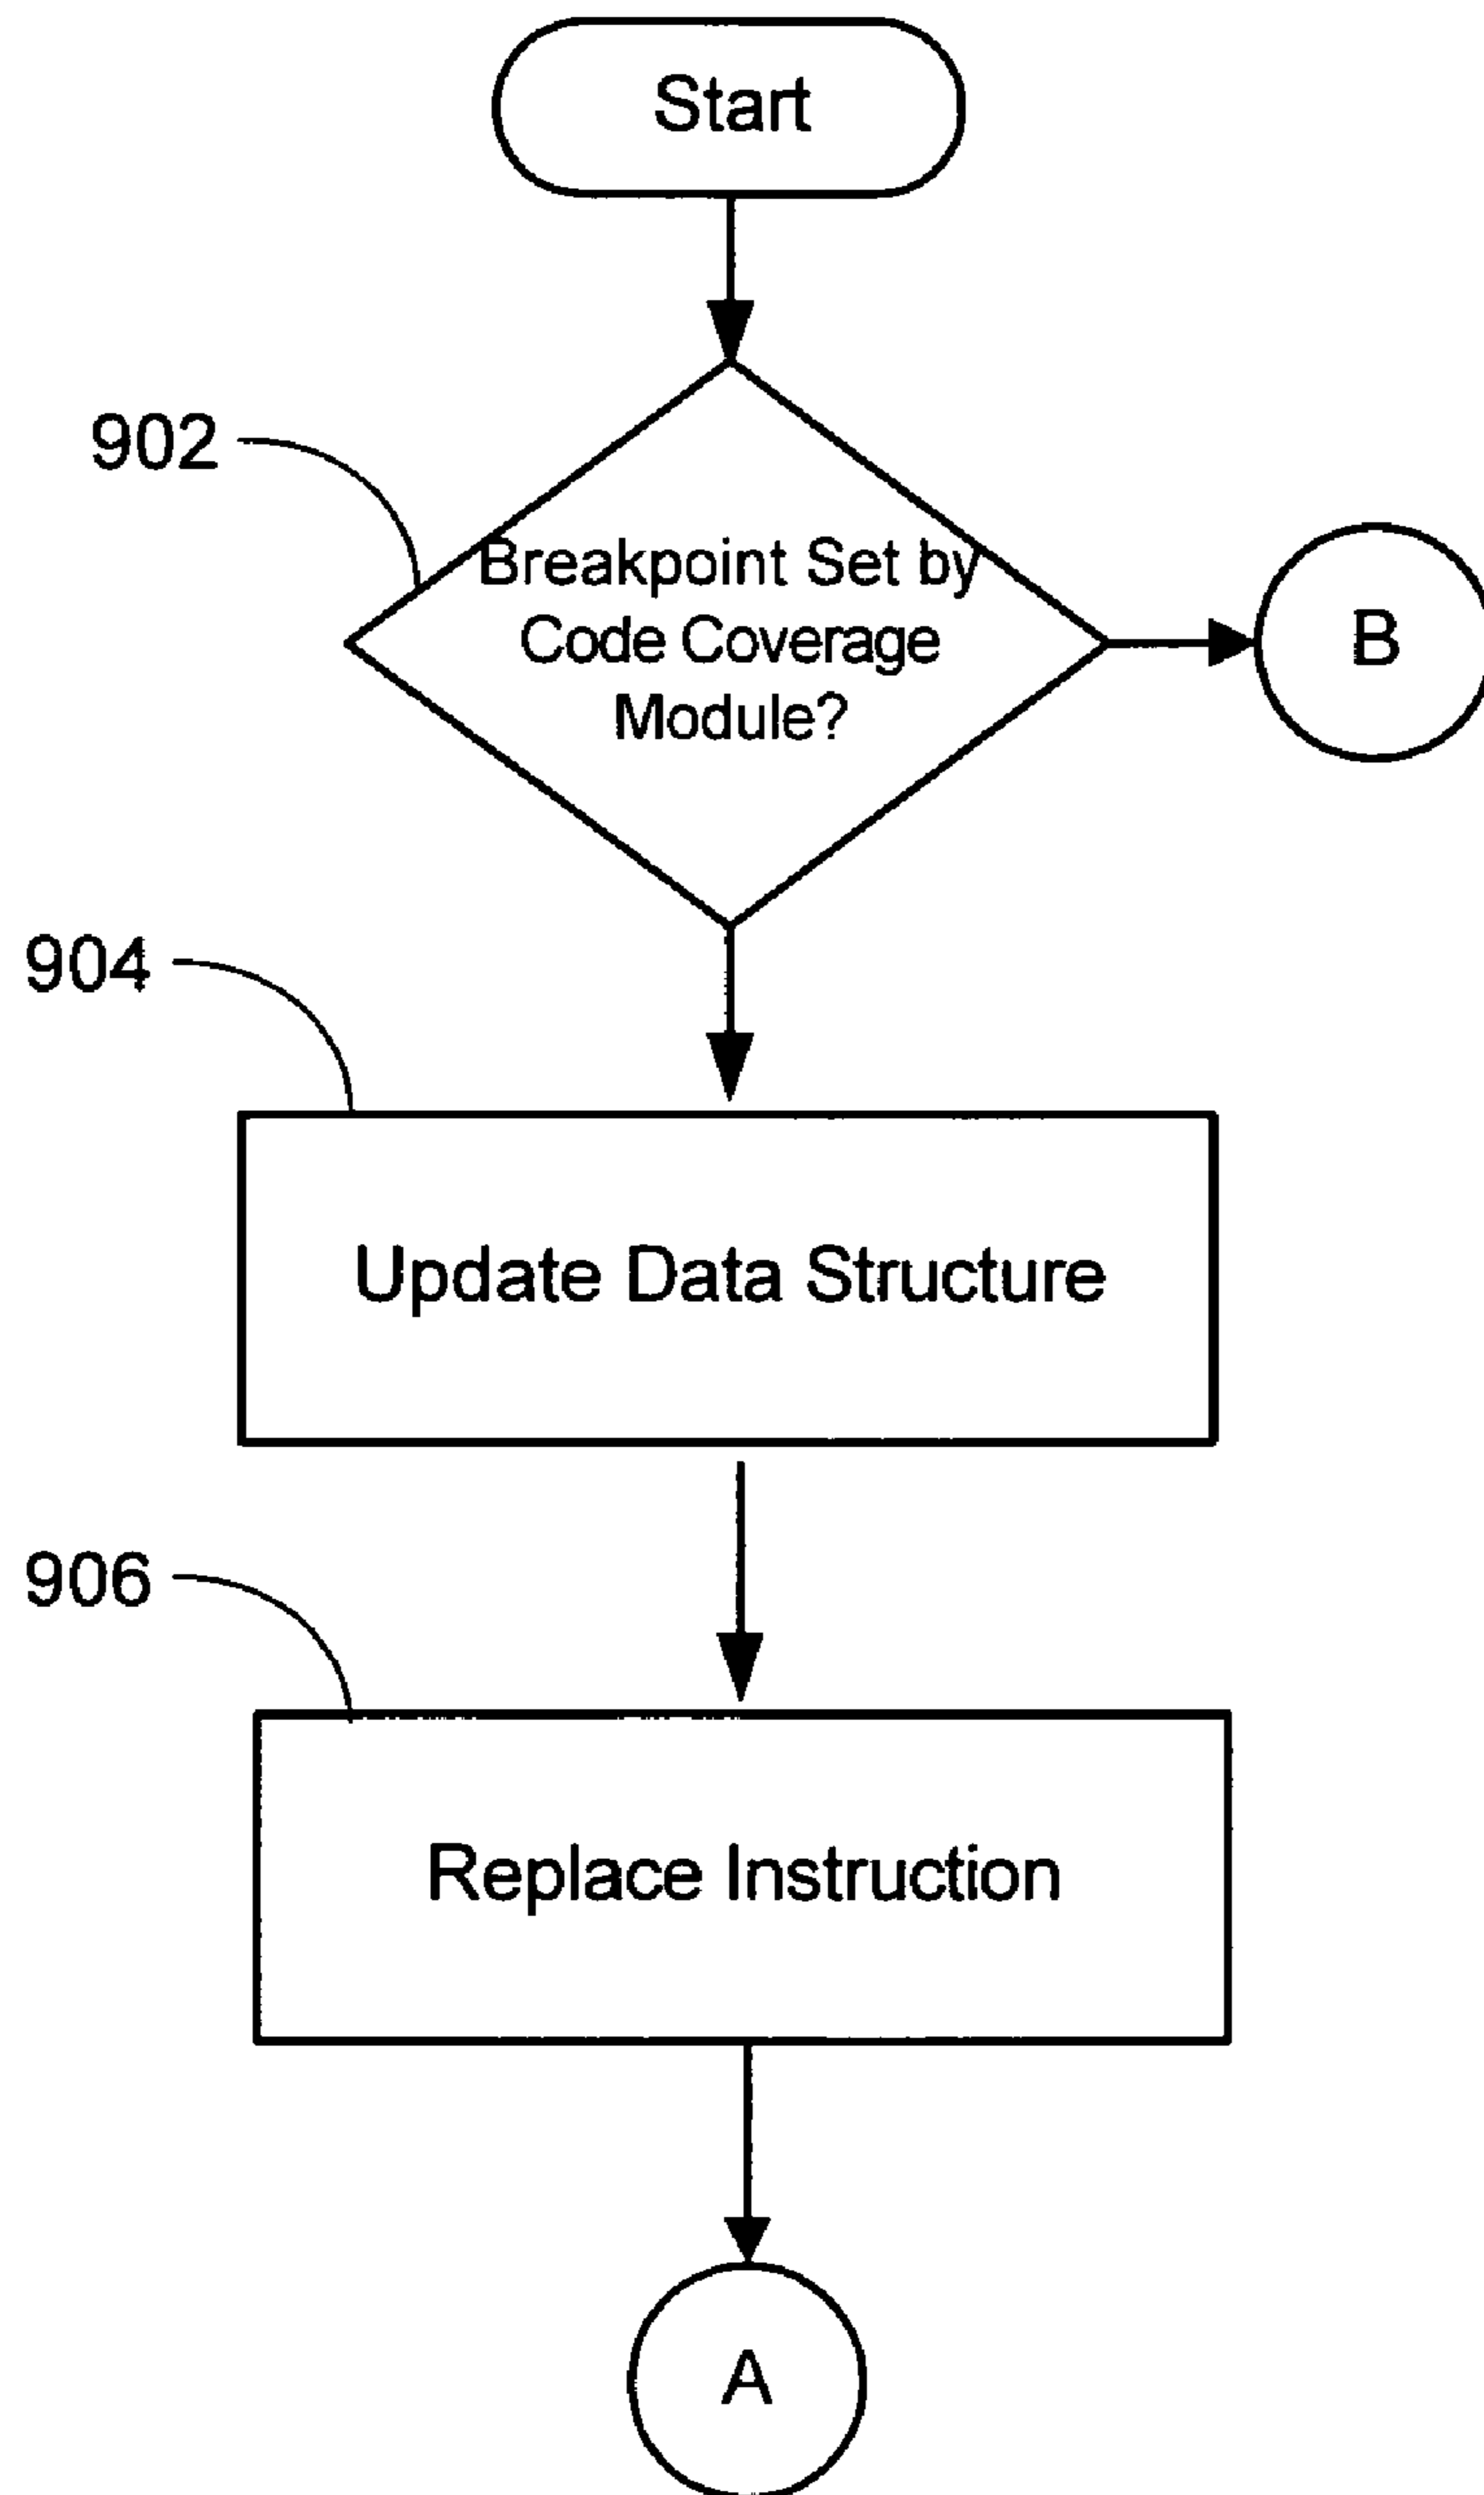 Start
902
Breakpoint Set by
Code Coverage
Module?
B
904
Update Data Structure
906
Replace Instruction
A